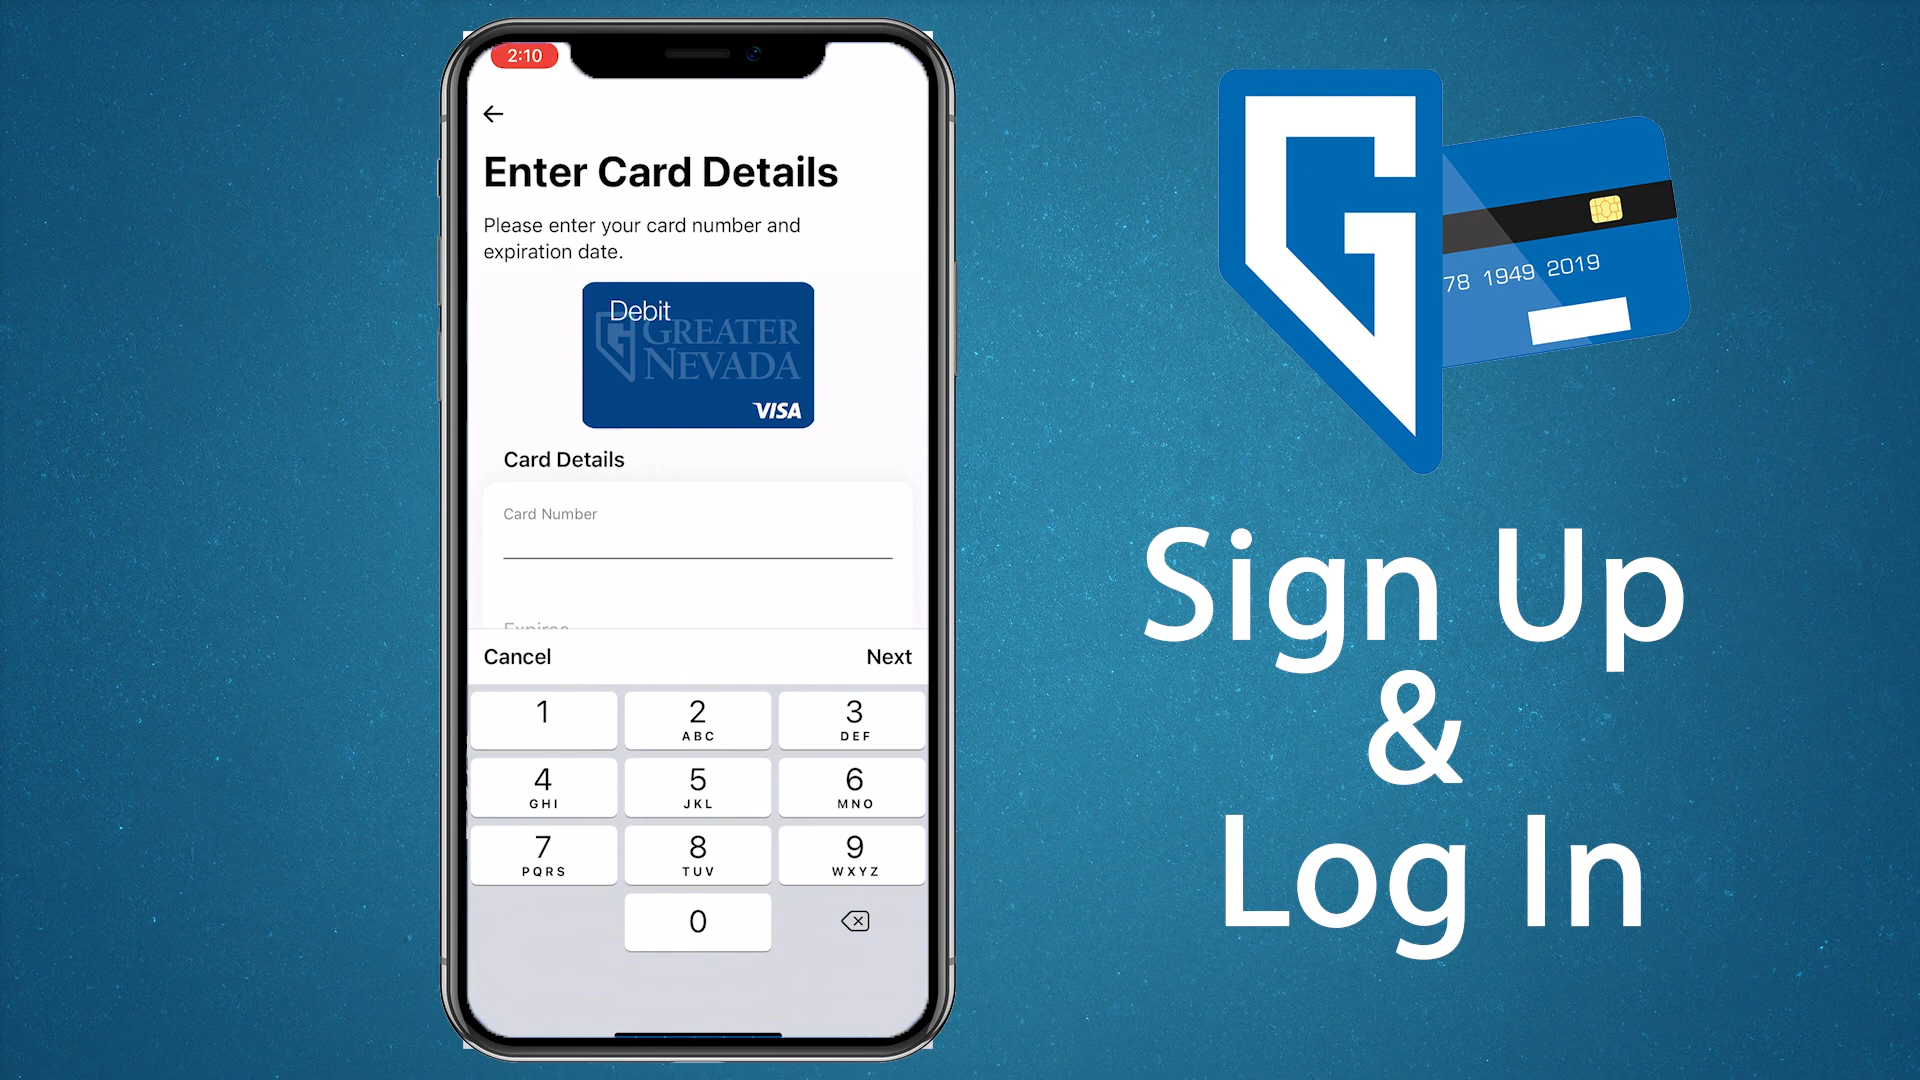 2:10
Enter Card Details
Please enter your card number and
expiration date.
Debit
GREATER
NEVADA
VISA
Card Details
Card Number
Expires
Cancel
Next
1
2
ABC
3
DEF
4
GHI
5
JKL
6
MNO
7
PQRS
8
TUV
9
WXYZ
0
G
78 1949 2019
Sign Up
&
Log In